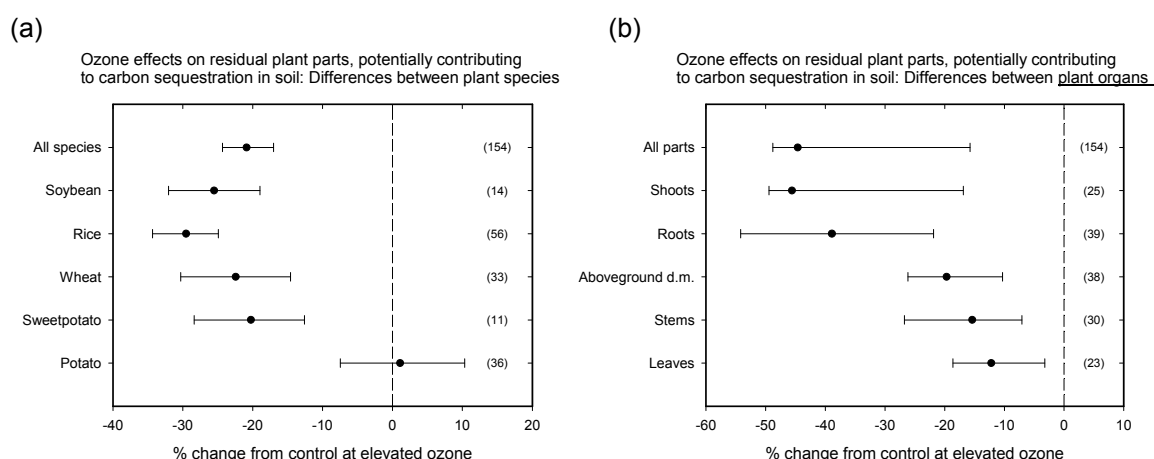 (a)
Ozone effects on residual plant parts, potentially contributing
to carbon sequestration in soil: Differences between plant species
All species
(154)
Soybean
(14)
Rice
(56)
Wheat
(33)
Sweetpotato
(11)
Potato
(36)
-40 -30 -20 -10 0 10 20
% change from control at elevated ozone
(b)
Ozone effects on residual plant parts, potentially contributing
to carbon sequestration in soil: Differences between plant organs
All parts
(154)
Shoots
(25)
Roots
(39)
Aboveground d.m.
(38)
Stems
(30)
Leaves
(23)
-60 -50 -40 -30 -20 -10 0 10
% change from control at elevated ozone